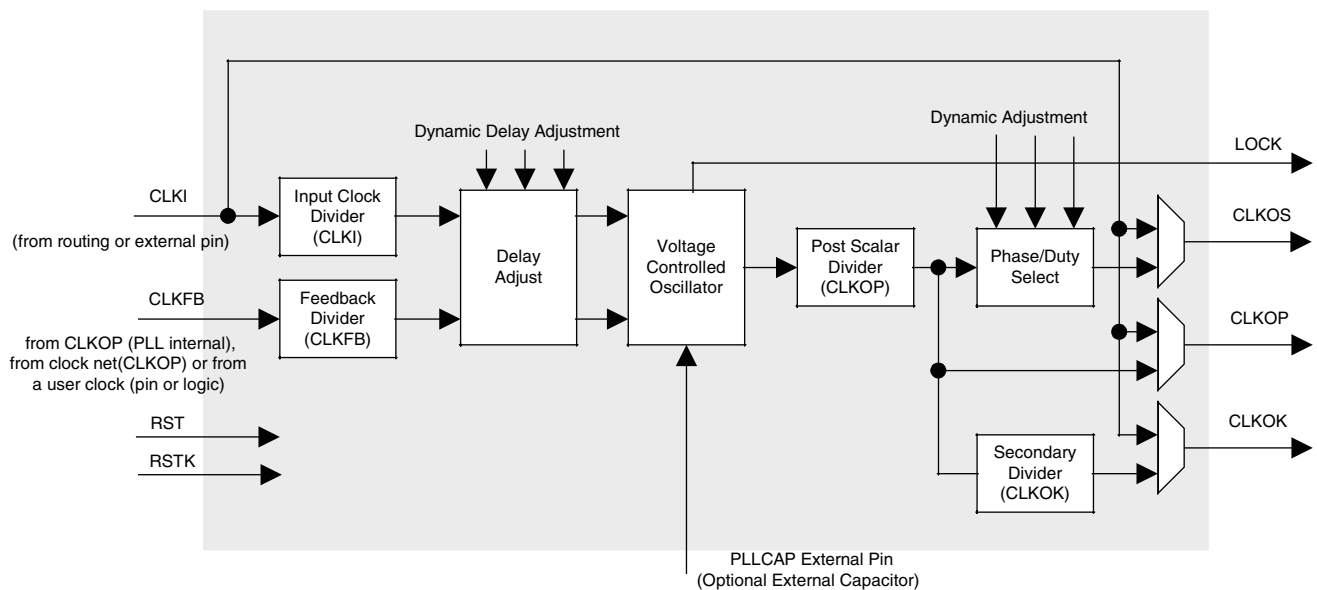 Dynamic Delay Adjustment
Dynamic Adjustment
LOCK
CLKI
(from routing or external pin)
Input Clock
Divider
(CLKI)
Delay
Adjust
Voltage
Controlled
Oscillator
Post Scalar
Divider
(CLKOP)
Phase/Duty
Select
CLKOS
CLKFB
from CLKOP (PLL internal),
from clock net(CLKOP) or from
a user clock (pin or logic)
Feedback
Divider
(CLKFB)
CLKOP
RST
RSTK
Secondary
Divider
(CLKOK)
CLKOK
PLLCAP External Pin
(Optional External Capacitor)